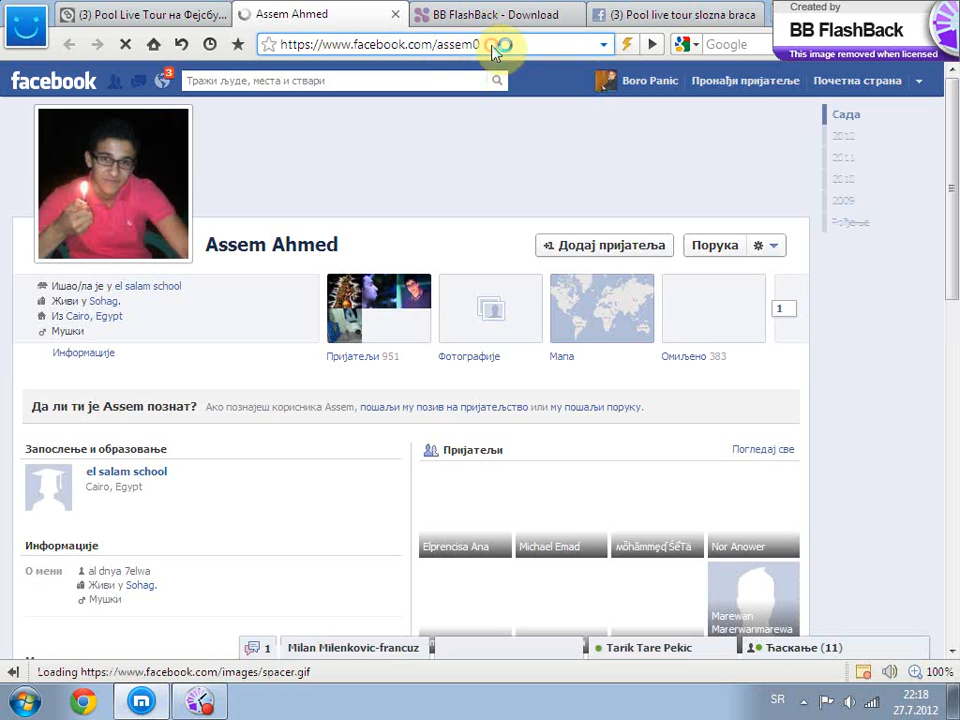 (3) Pool Live Tour на Фејсбу...
Assem Ahmed
BB FlashBack - Download
Pool live tour slozna braca
Created by
BB FlashBack
This image removed when licensed
https://www.facebook.com/assem0
Google
facebook
3
Тражи људе, места и ствари
Boro Panic
Пронађи пријатеље
Почетна страна
Сада
2012
2011
2010
2009
Рођење
Assem Ahmed
+1 Додај пријатеља
Порука
Ишао/ла је у el salam school
Живи у Sohag.
Из Cairo, Egypt
Мушки
Информације
Пријатељи 951
Фотографије
Мапа
Омиљено 383
1
Да ли ти је Assem познат?
Ако познајеш корисника Assem, пошаљи му позив на пријатељство или му пошаљи поруку.
Запослење и образовање
el salam school
Cairo, Egypt
Информације
О мени
al dnya 7elwa
Живи у Sohag.
Мушки
Пријатељи
Погледај све
Elprencisa Ana
Michael Emad
Nor Anower
Marewan
Marerwanmarewa
1
Milan Milenkovic-francuz
Tarik Tare Pekic
Ћаскање (11)
Loading https://www.facebook.com/images/spacer.gif
100%
SR
22:18
27.7.2012